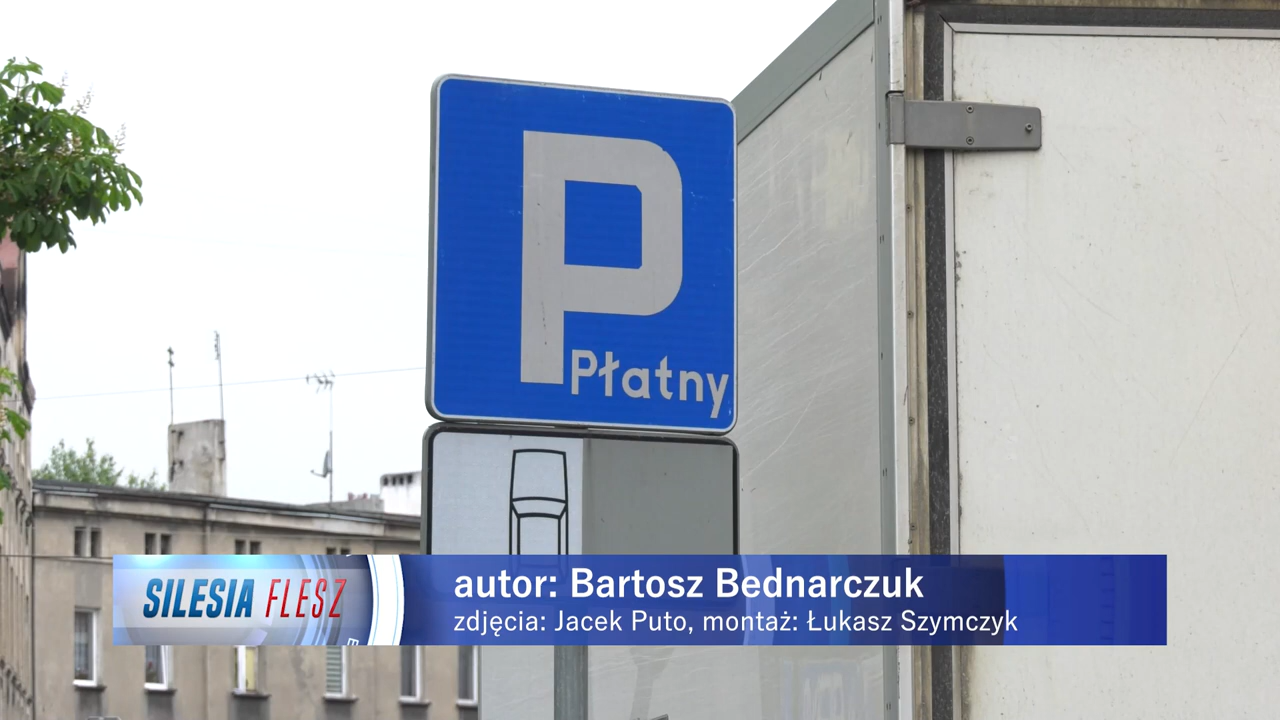 P
Płatny
SILESIA FLESZ
autor: Bartosz Bednarczuk
zdjęcia: Jacek Puto, montaż: Łukasz Szymczyk